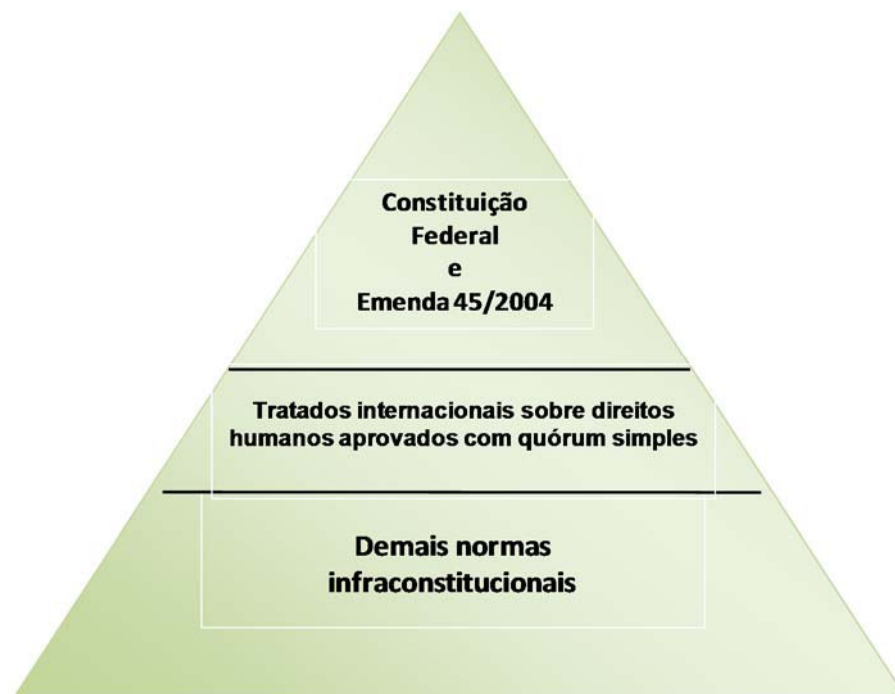 Constituição
Federal
e
Emenda 45/2004
Tratados internacionais sobre direitos
humanos aprovados com quórum simples
Demais normas
infraconstitucionais